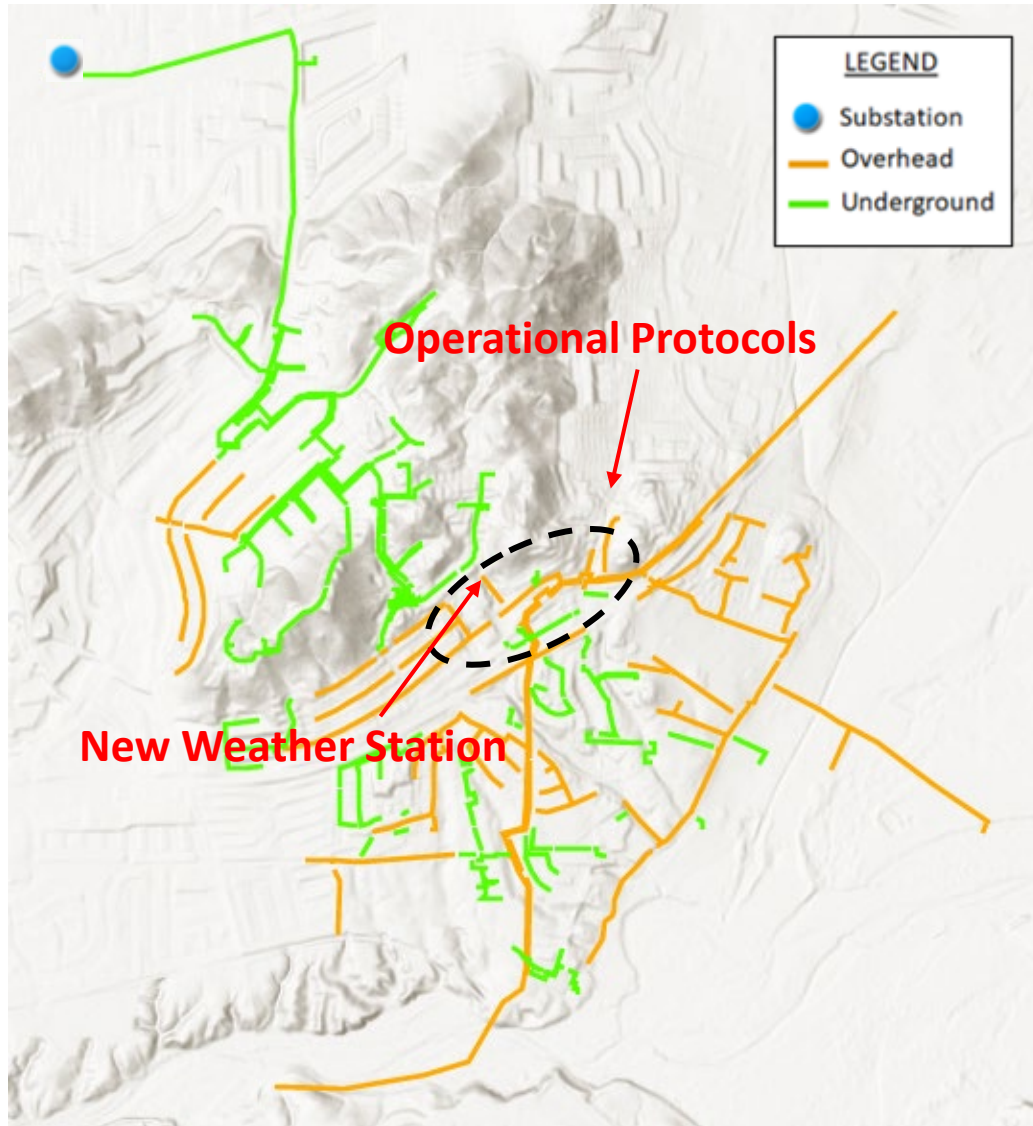 LEGEND
Substation
Overhead
Underground
Operational Protocols
New Weather Station